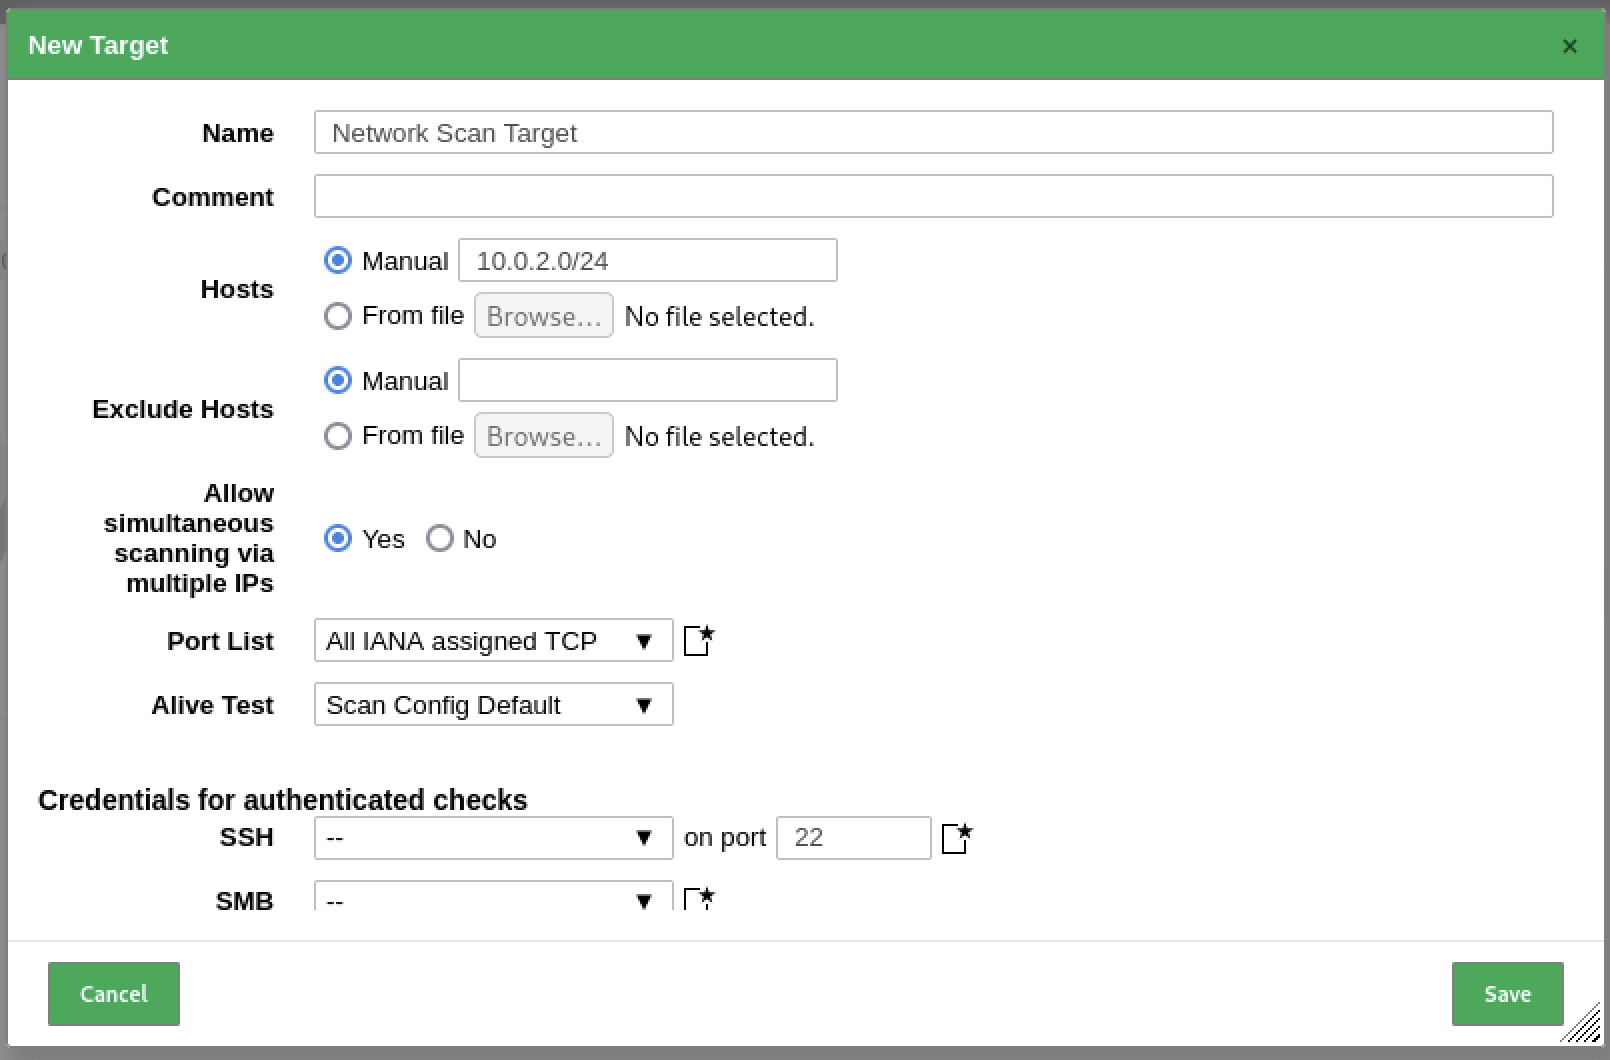 New Target ×
Name Network Scan Target
Comment
Hosts
Manual 10.0.2.0/24
From file Browse... No file selected.
Exclude Hosts
Manual
From file Browse... No file selected.
Allow
simultaneous
scanning via
multiple IPs
Yes No
Port List All IANA assigned TCP ▼
Alive Test Scan Config Default ▼
Credentials for authenticated checks
SSH -- ▼ on port 22
SMB -- ▼
Cancel Save